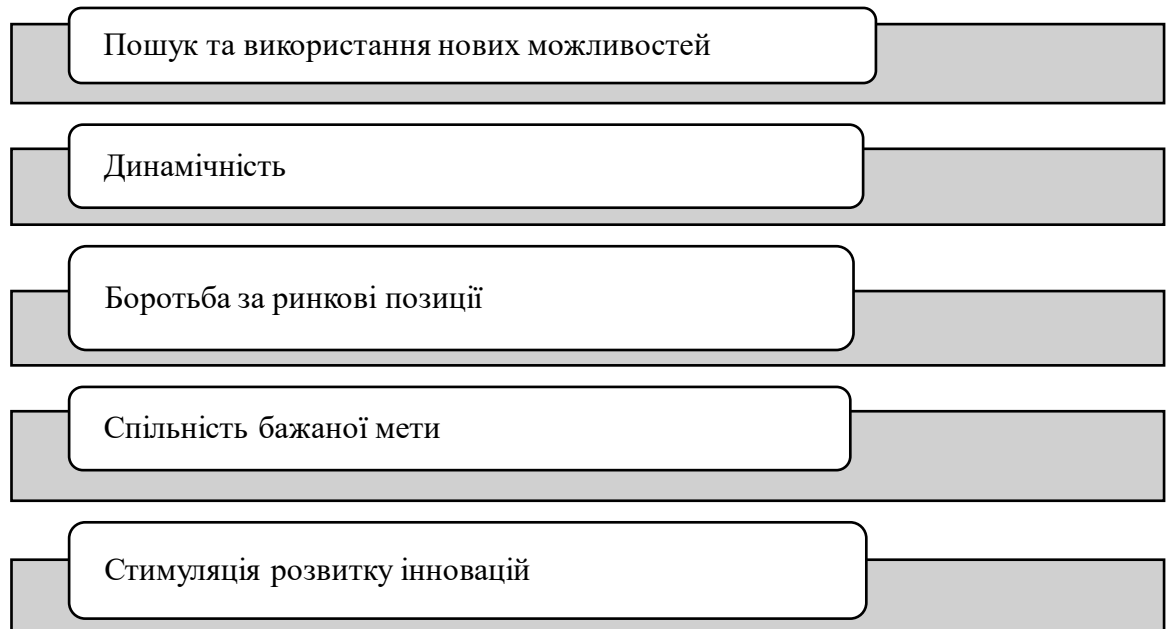 Пошук та використання нових можливостей
Динамічність
Боротьба за ринкові позиції
Спільність бажаної мети
Стимуляція розвитку інновацій